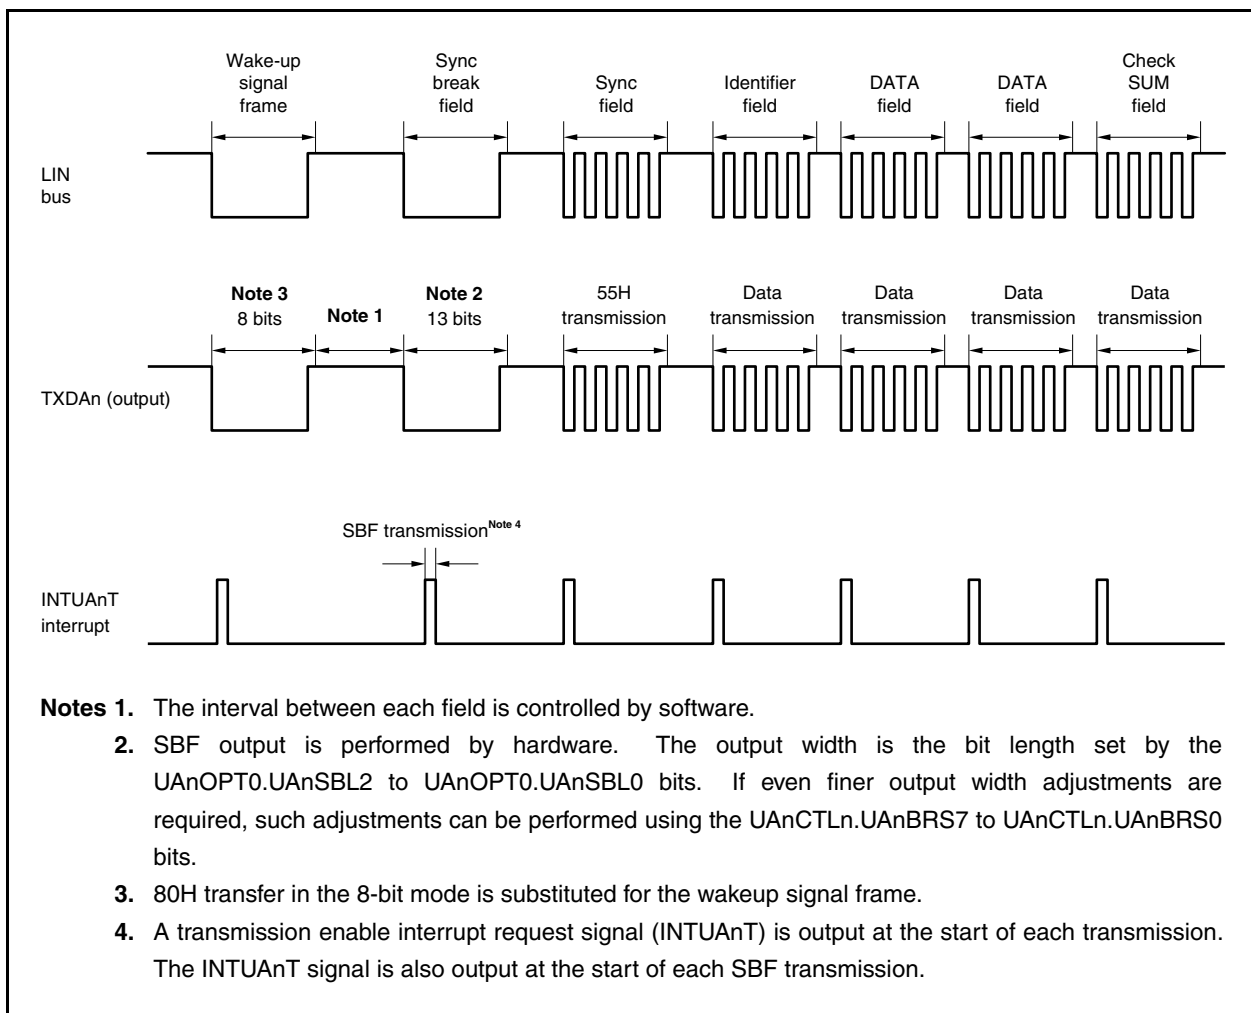 Wake-up
signal
frame
Sync
break
field
Sync
field
Identifier
field
DATA
field
DATA
field
Check
SUM
field
LIN
bus
Note 3
8 bits
Note 1
Note 2
13 bits
55H
transmission
Data
transmission
Data
transmission
Data
transmission
Data
transmission
TXDAn (output)
SBF transmission Note 4
INTUAnT
interrupt
Notes 1. The interval between each field is controlled by software.
2. SBF output is performed by hardware. The output width is the bit length set by the
UAnOPT0.UAnSBL2 to UAnOPT0.UAnSBL0 bits. If even finer output width adjustments are
required, such adjustments can be performed using the UAnCTLn.UAnBRS7 to UAnCTLn.UAnBRS0
bits.
3. 80H transfer in the 8-bit mode is substituted for the wakeup signal frame.
4. A transmission enable interrupt request signal (INTUAnT) is output at the start of each transmission.
The INTUAnT signal is also output at the start of each SBF transmission.